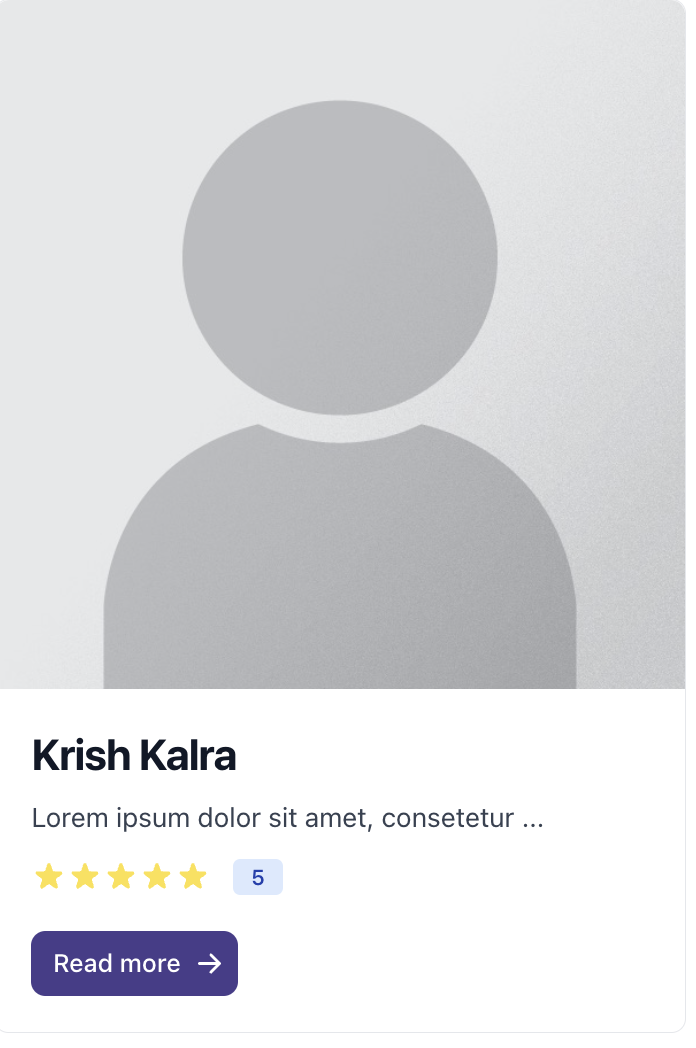 Krish Kalra
Lorem ipsum dolor sit amet, consetetur ...
5
Read more